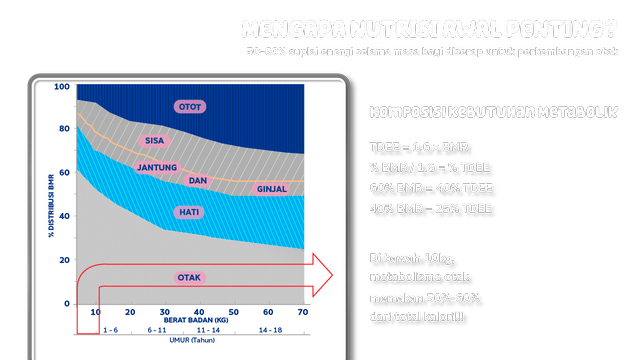 MENGAPA NUTRISI AWAL PENTING?
50-60% suplai energi selama masa bayi diserap untuk perkembangan otak
KOMPOSISI KEBUTUHAN METABOLIK
TDEE = 1,6 x BMR
% BMR / 1,6 = % TDEE
60% BMR = 40% TDEE
40% BMR = 25% TDEE
Di bawah 10kg,
metabolisme otak
memakan 50%-60%
dari total kalori!!!
% DISTRIBUSI BMR
100
80
60
40
20
0
OTOT
SISA
JANTUNG
DAN
GINJAL
HATI
OTAK
10 20 30 40 50 60 70
BERAT BADAN (KG)
1 - 6 6 - 11 11 - 14 14 - 18
UMUR (Tahun)